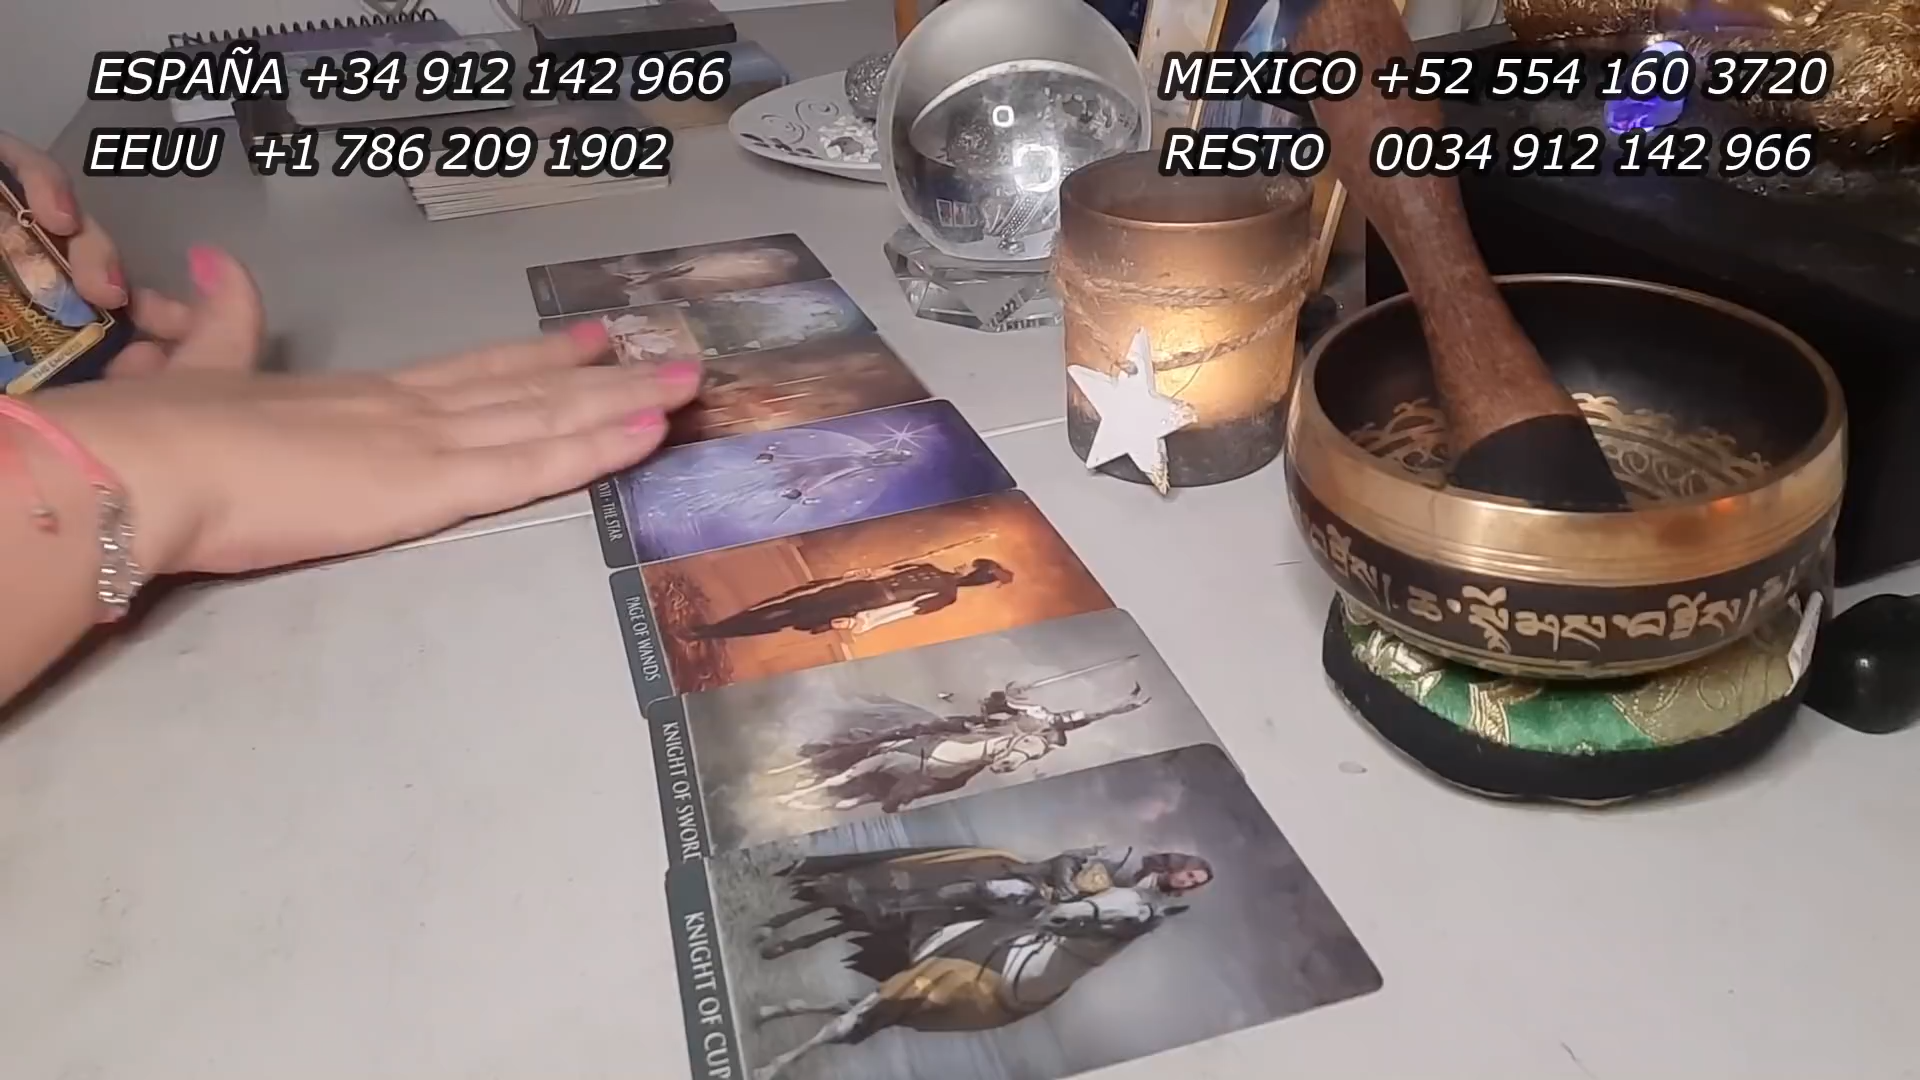 ESPAÑA +34 912 142 966
MEXICO +52 554 160 3720
EEUU +1 786 209 1902
RESTO 0034 912 142 966
XVII · THE STAR
PAGE OF WANDS
KNIGHT OF SWORD
KNIGHT OF CUP